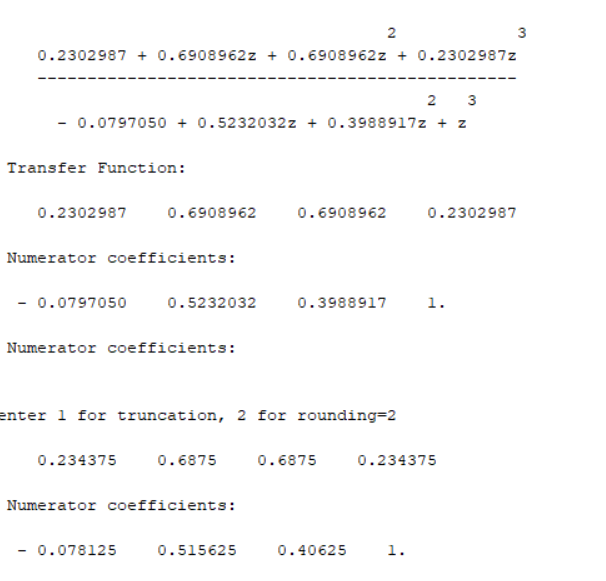 2 3
0.2302987 + 0.6908962z + 0.6908962z + 0.2302987z
------------------------------------------------
2 3
- 0.0797050 + 0.5232032z + 0.3988917z + z
Transfer Function:
0.2302987 0.6908962 0.6908962 0.2302987
Numerator coefficients:
- 0.0797050 0.5232032 0.3988917 1.
Numerator coefficients:
enter 1 for truncation, 2 for rounding=2
0.234375 0.6875 0.6875 0.234375
Numerator coefficients:
- 0.078125 0.515625 0.40625 1.